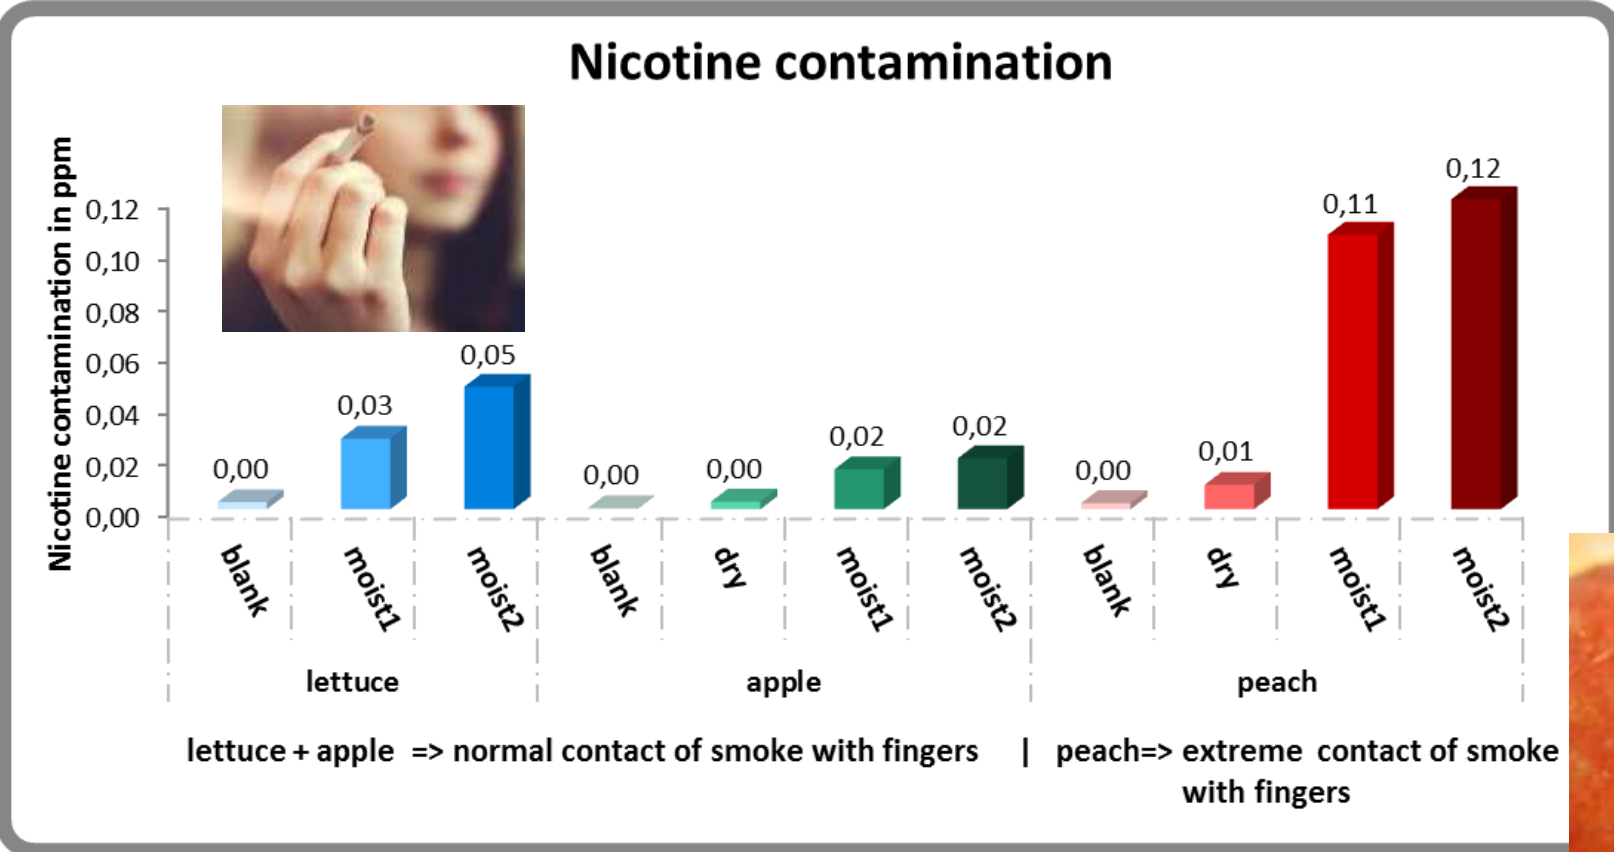 Nicotine contamination
Nicotine contamination in ppm
0,12
0,10
0,08
0,06
0,04
0,02
0,00
0,00
0,03
0,05
0,00
0,00
0,02
0,02
0,00
0,01
0,11
0,12
blank
moist1
moist2
blank
dry
moist1
moist2
blank
dry
moist1
moist2
lettuce
apple
peach
lettuce + apple => normal contact of smoke with fingers | peach=> extreme contact of smoke
with fingers